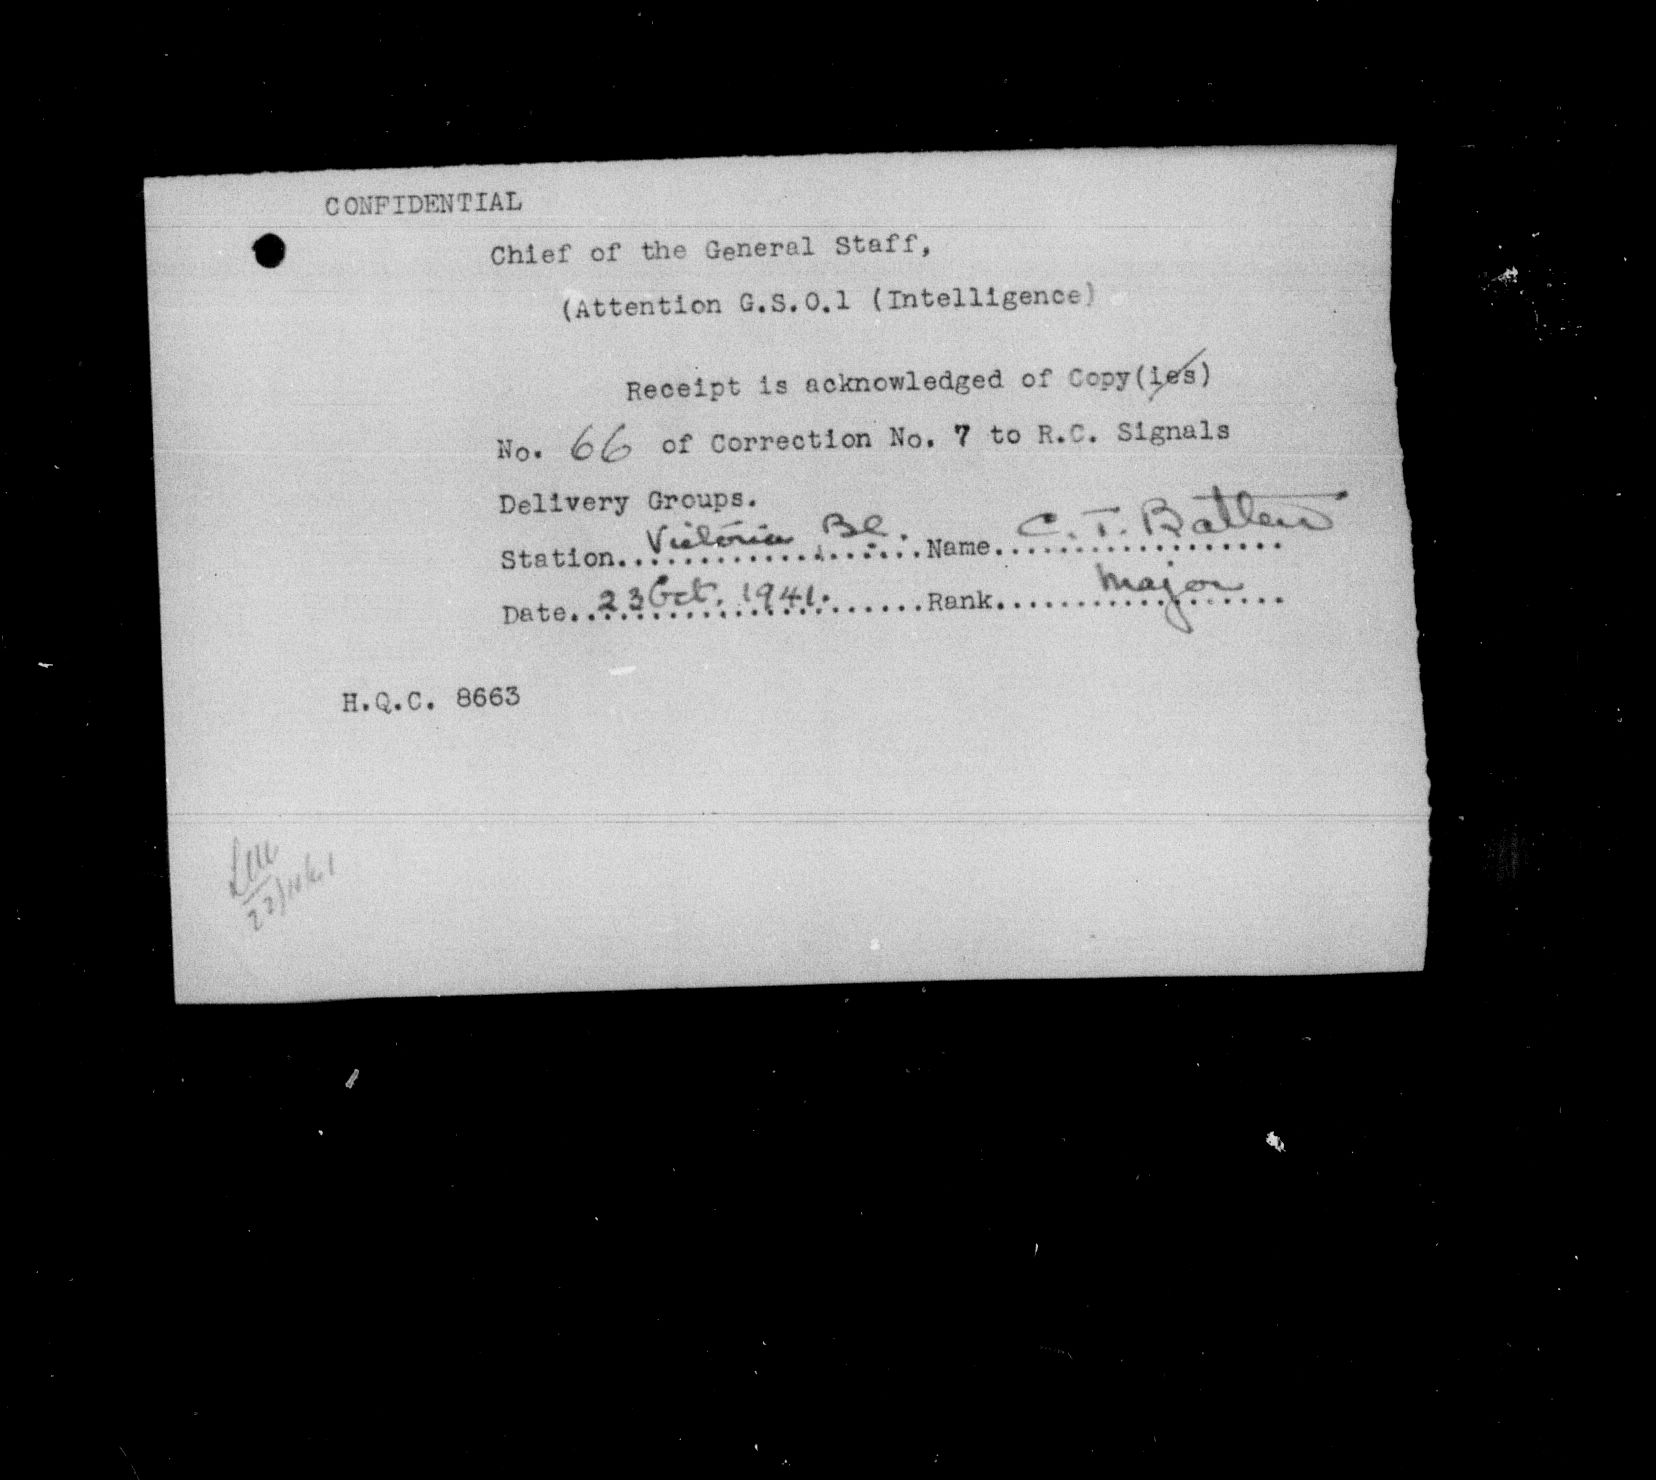 CONFIDENTIAL
Chief of the General Staff,
(Attention G.S.O.1 (Intelligence)
Receipt is acknowledged of Copy(ies)
No. 66 of Correction No. 7 to R.C. Signals
Delivery Groups.
Station..Victoria BC.......Name...C. T. Batten......
Date..23 Oct. 1941........Rank......Major......
H.Q.C. 8663